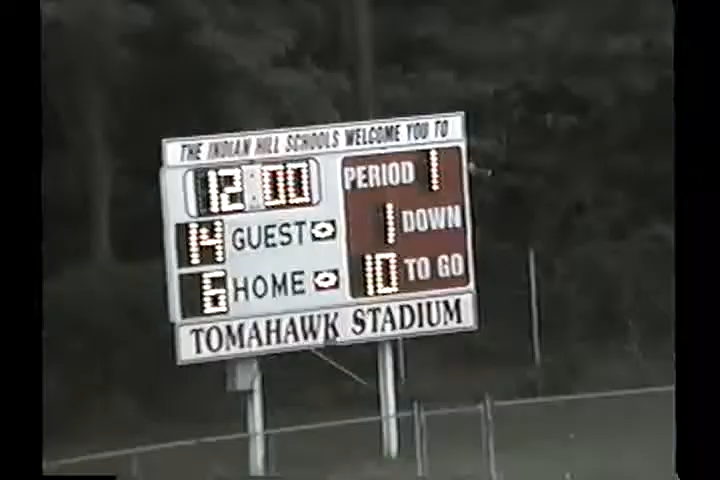 THE INDIAN HILL SCHOOLS WELCOME YOU TO
12:00 PERIOD 1
14 GUEST 1 DOWN
6 HOME 10 TO GO
TOMAHAWK STADIUM